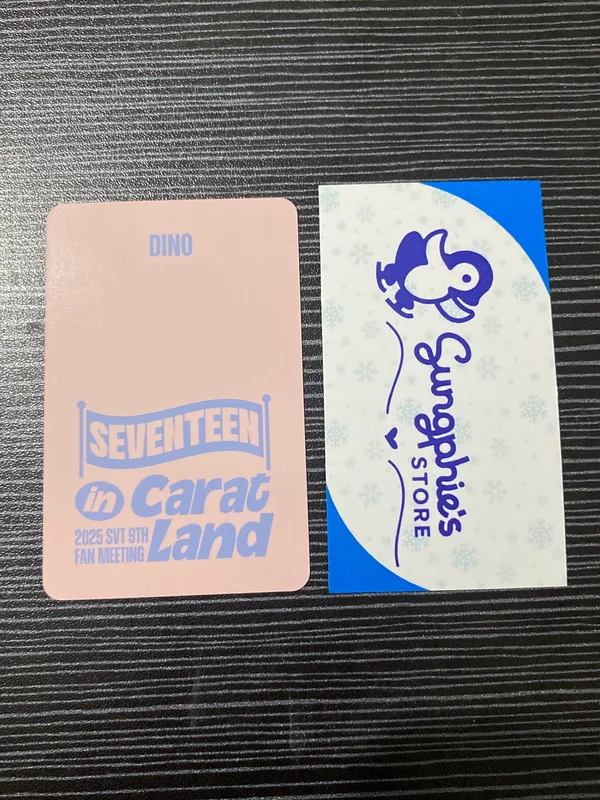 DINO
SEVENTEEN
in Carat
2025 SVT 9TH
FAN MEETING
Land
Sungphie's
STORE